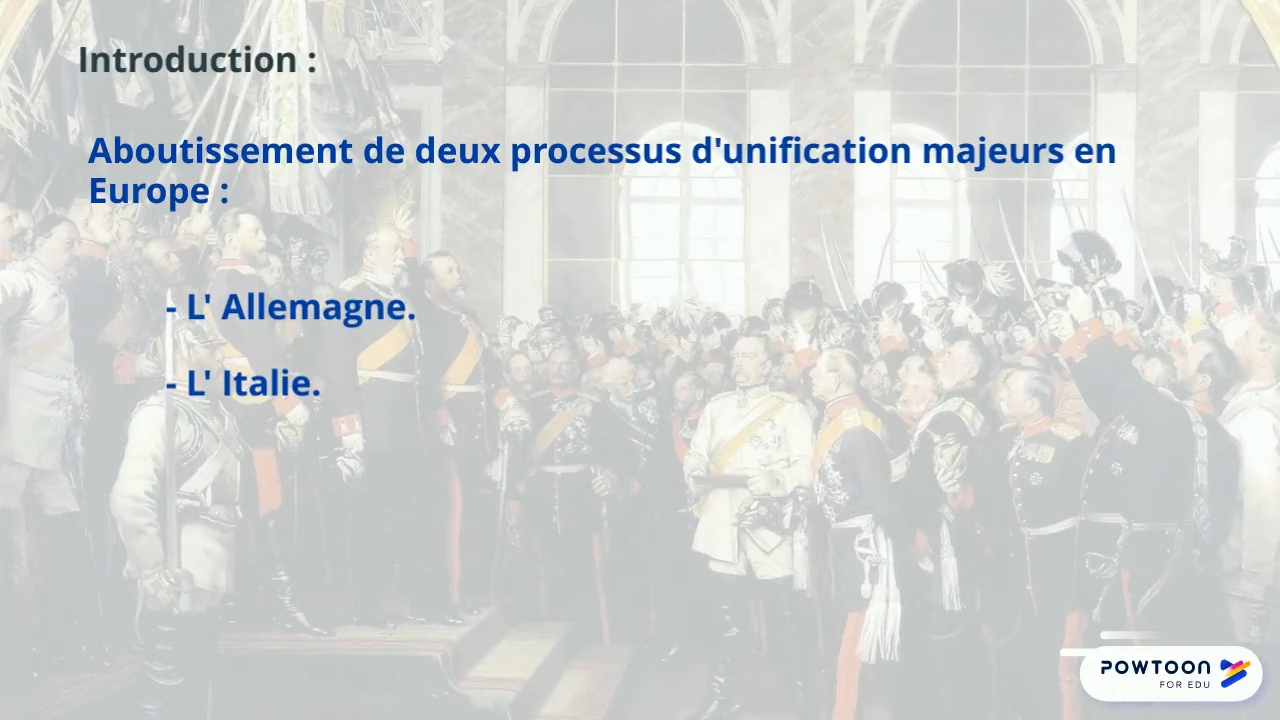 Introduction :
Aboutissement de deux processus d'unification majeurs en
Europe :
- L' Allemagne.
- L' Italie.
POWTOON
FOR EDU